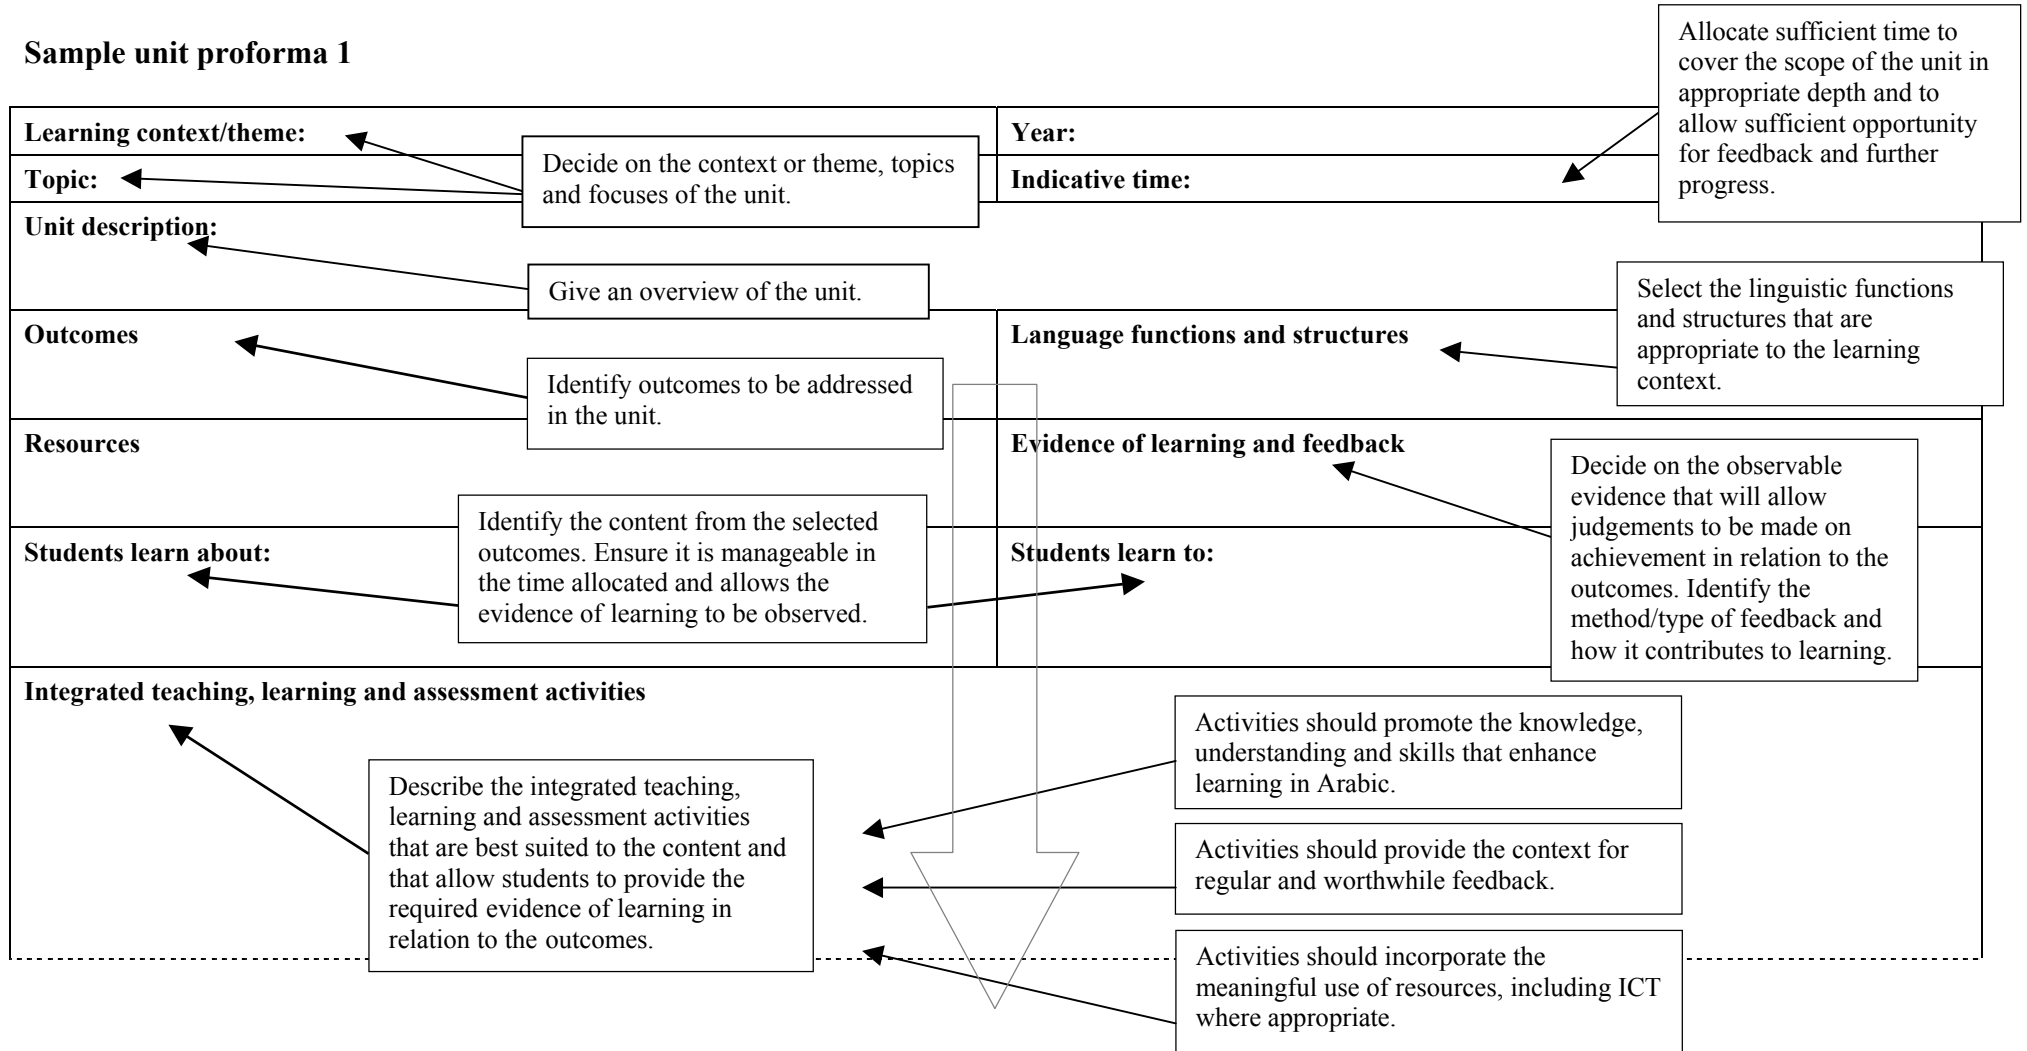 Sample unit proforma 1
Allocate sufficient time to
cover the scope of the unit in
appropriate depth and to
allow sufficient opportunity
for feedback and further
progress.
Learning context/theme:
Year:
Decide on the context or theme, topics
and focuses of the unit.
Topic:
Indicative time:
Unit description:
Give an overview of the unit.
Select the linguistic functions
and structures that are
appropriate to the learning
context.
Outcomes
Language functions and structures
Identify outcomes to be addressed
in the unit.
Resources
Evidence of learning and feedback
Decide on the observable
evidence that will allow
judgements to be made on
achievement in relation to the
outcomes. Identify the
method/type of feedback and
how it contributes to learning.
Identify the content from the selected
outcomes. Ensure it is manageable in
the time allocated and allows the
evidence of learning to be observed.
Students learn about:
Students learn to:
Integrated teaching, learning and assessment activities
Describe the integrated teaching,
learning and assessment activities
that are best suited to the content and
that allow students to provide the
required evidence of learning in
relation to the outcomes.
Activities should promote the knowledge,
understanding and skills that enhance
learning in Arabic.
Activities should provide the context for
regular and worthwhile feedback.
Activities should incorporate the
meaningful use of resources, including ICT
where appropriate.